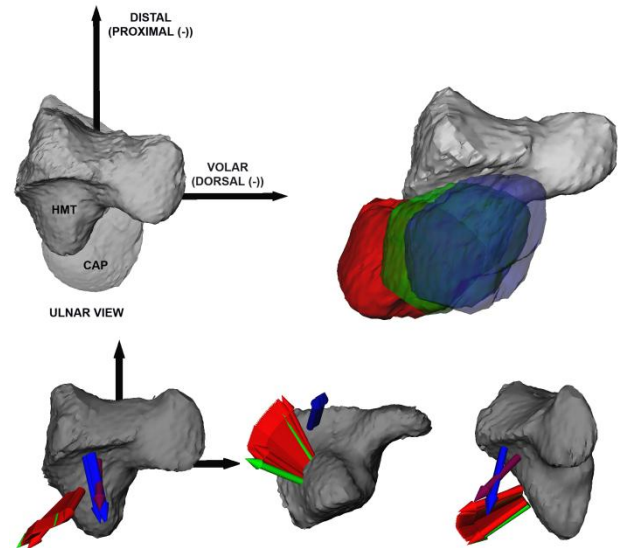 DISTAL
(PROXIMAL (-))
VOLAR
(DORSAL (-))
HMT
CAP
ULNAR VIEW